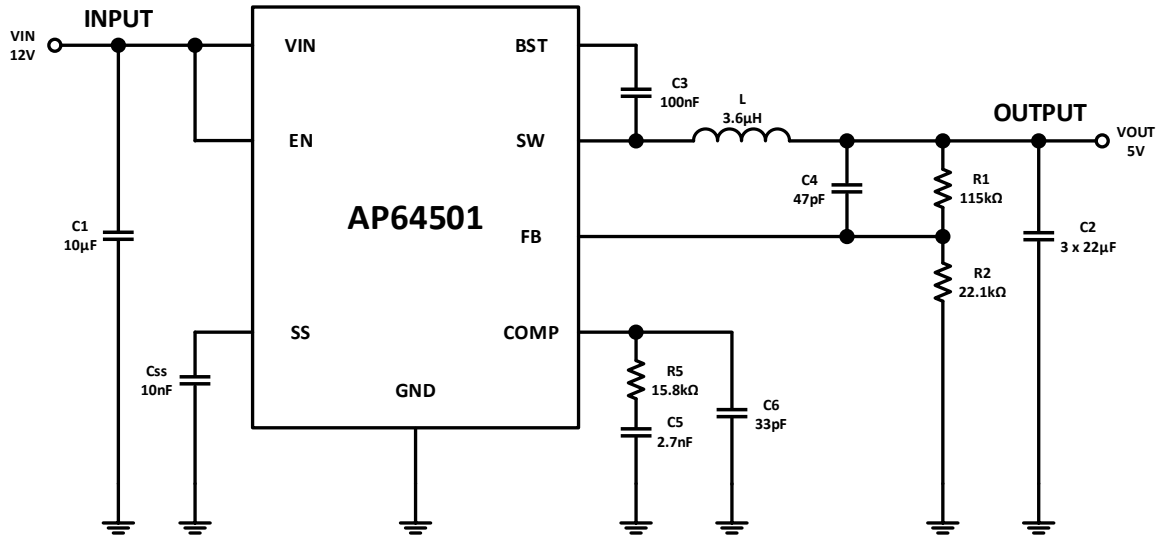 INPUT
VIN
12V
VIN
BST
C3
100nF
L
3.6µH
OUTPUT
VOUT
5V
EN
SW
C4
47pF
R1
115kΩ
C1
10µF
AP64501
FB
C2
3 x 22µF
R2
22.1kΩ
SS
COMP
Css
10nF
GND
R5
15.8kΩ
C5
2.7nF
C6
33pF